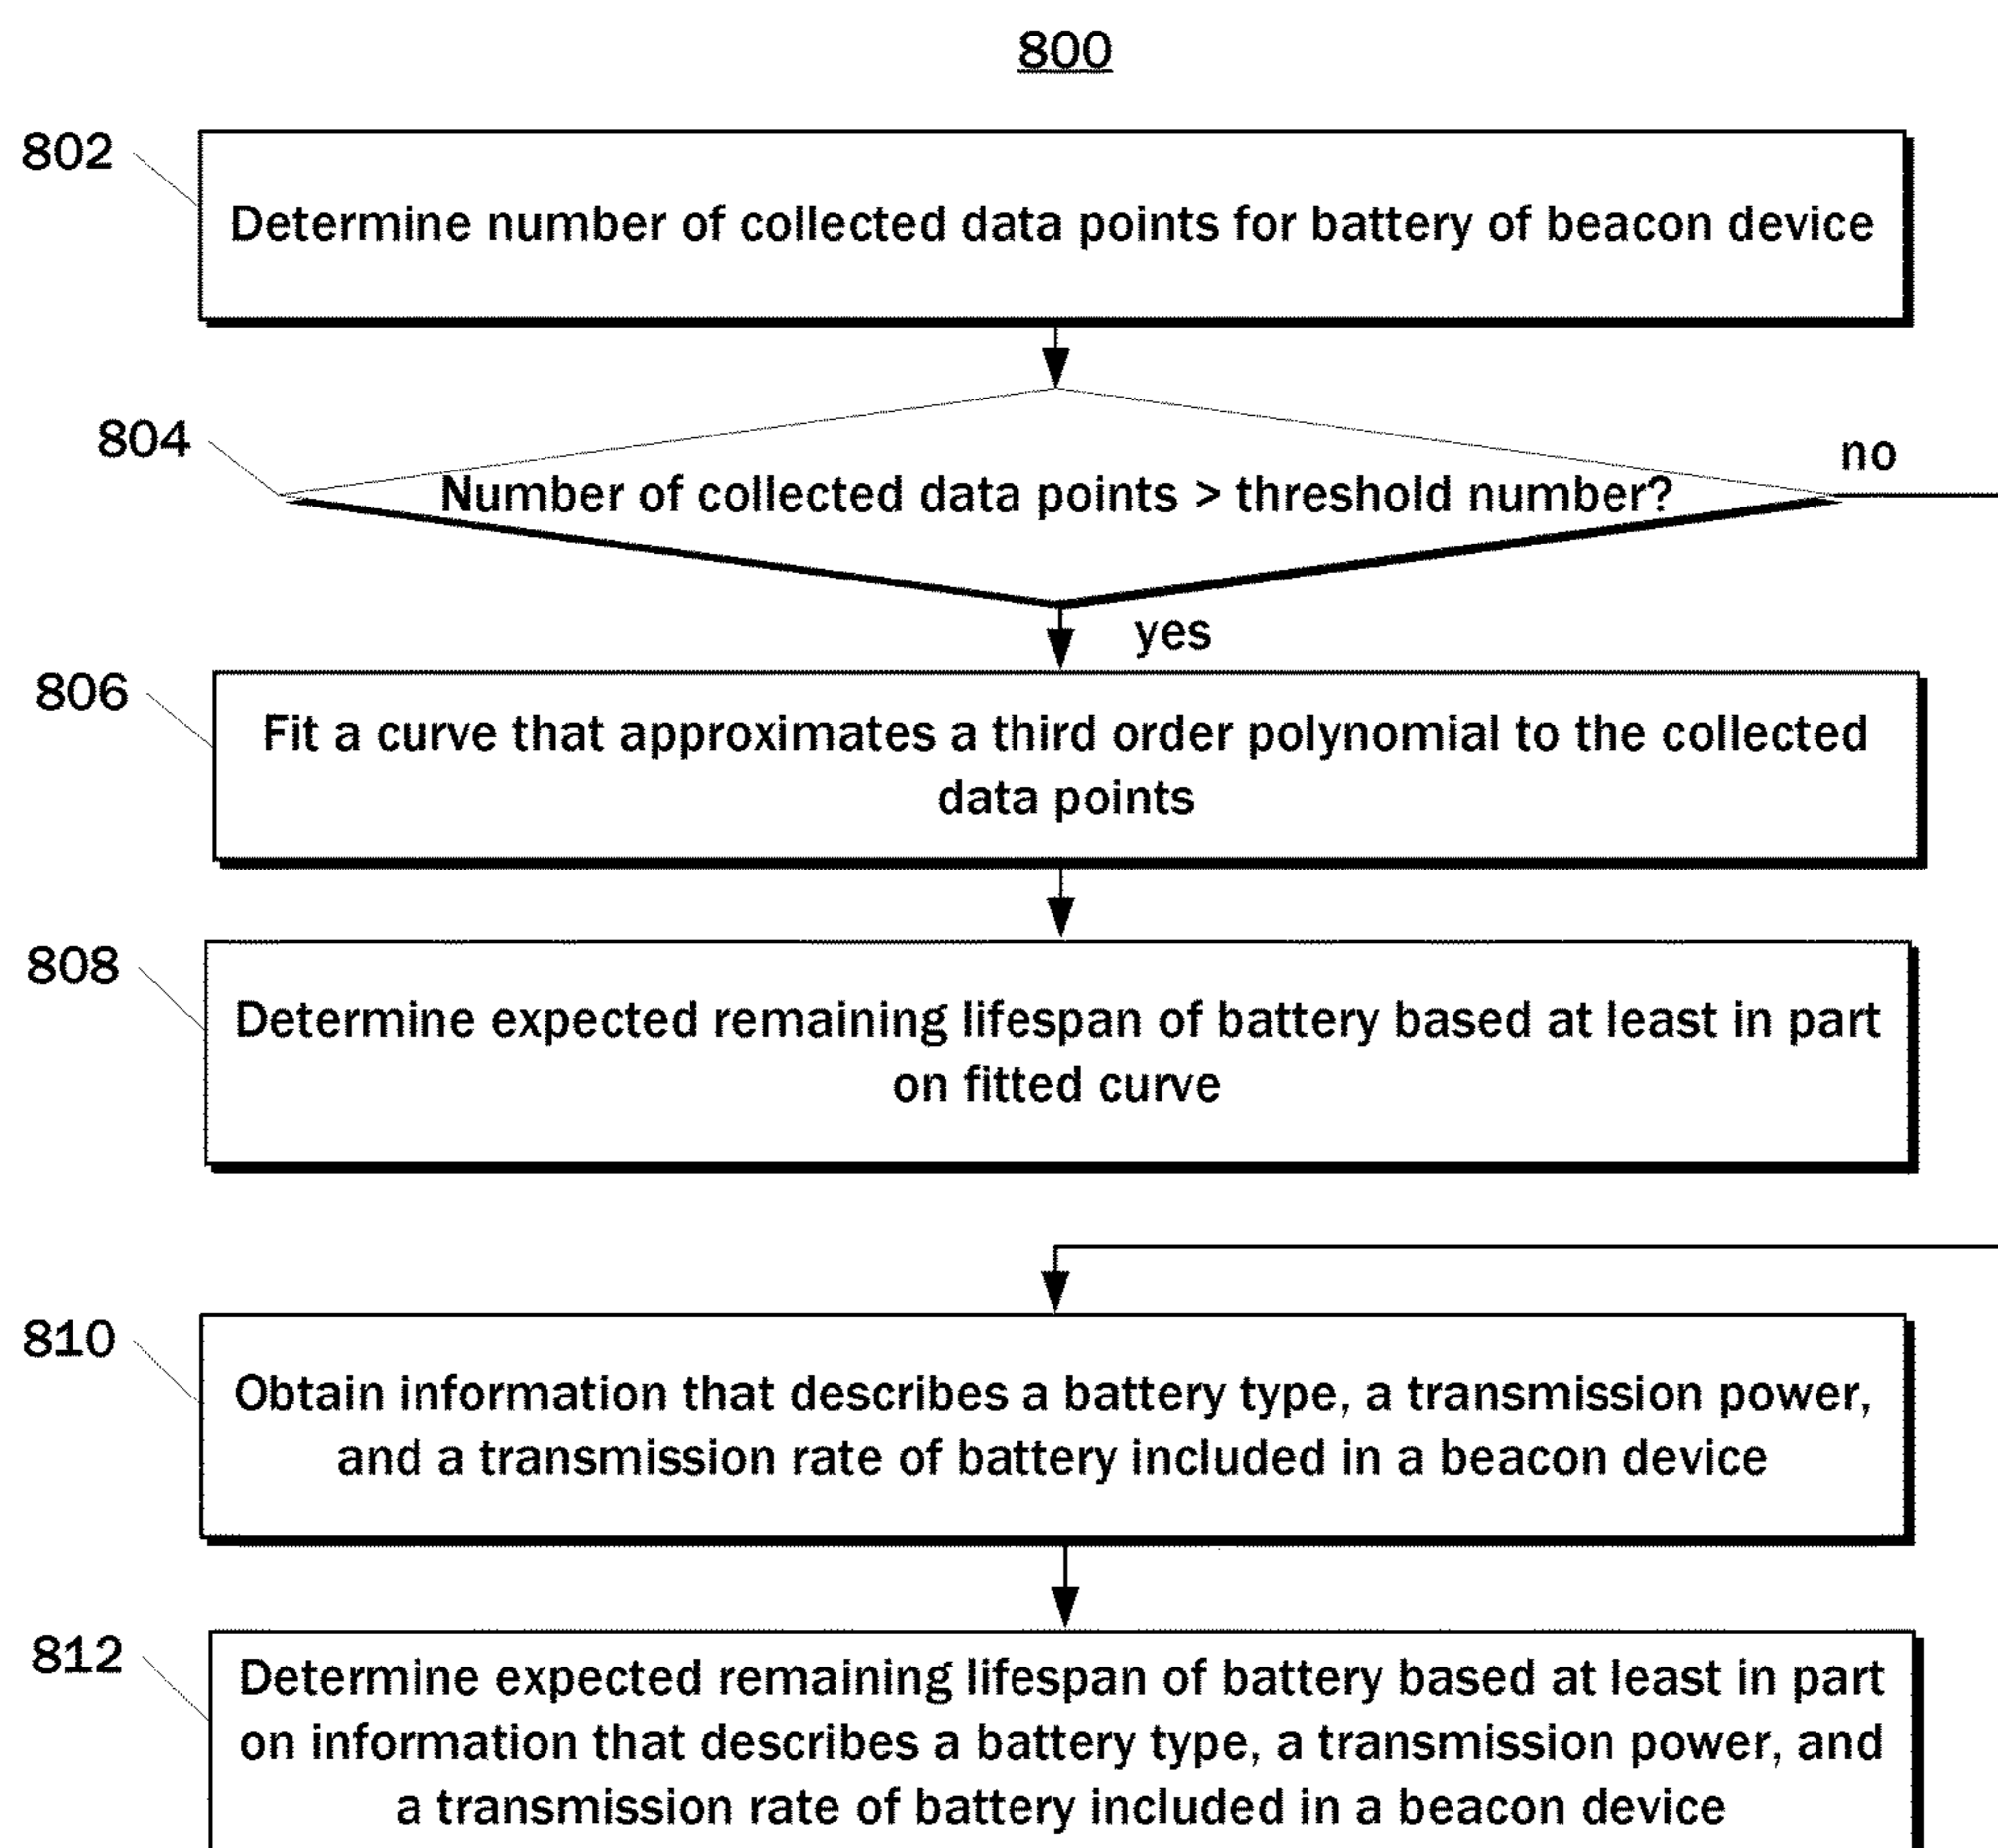 800
802
Determine number of collected data points for battery of beacon device
804
no
Number of collected data points > threshold number?
yes
806
Fit a curve that approximates a third order polynomial to the collected
data points
808
Determine expected remaining lifespan of battery based at least in part
on fitted curve
810
Obtain information that describes a battery type, a transmission power,
and a transmission rate of battery included in a beacon device
812
Determine expected remaining lifespan of battery based at least in part
on information that describes a battery type, a transmission power, and
a transmission rate of battery included in a beacon device